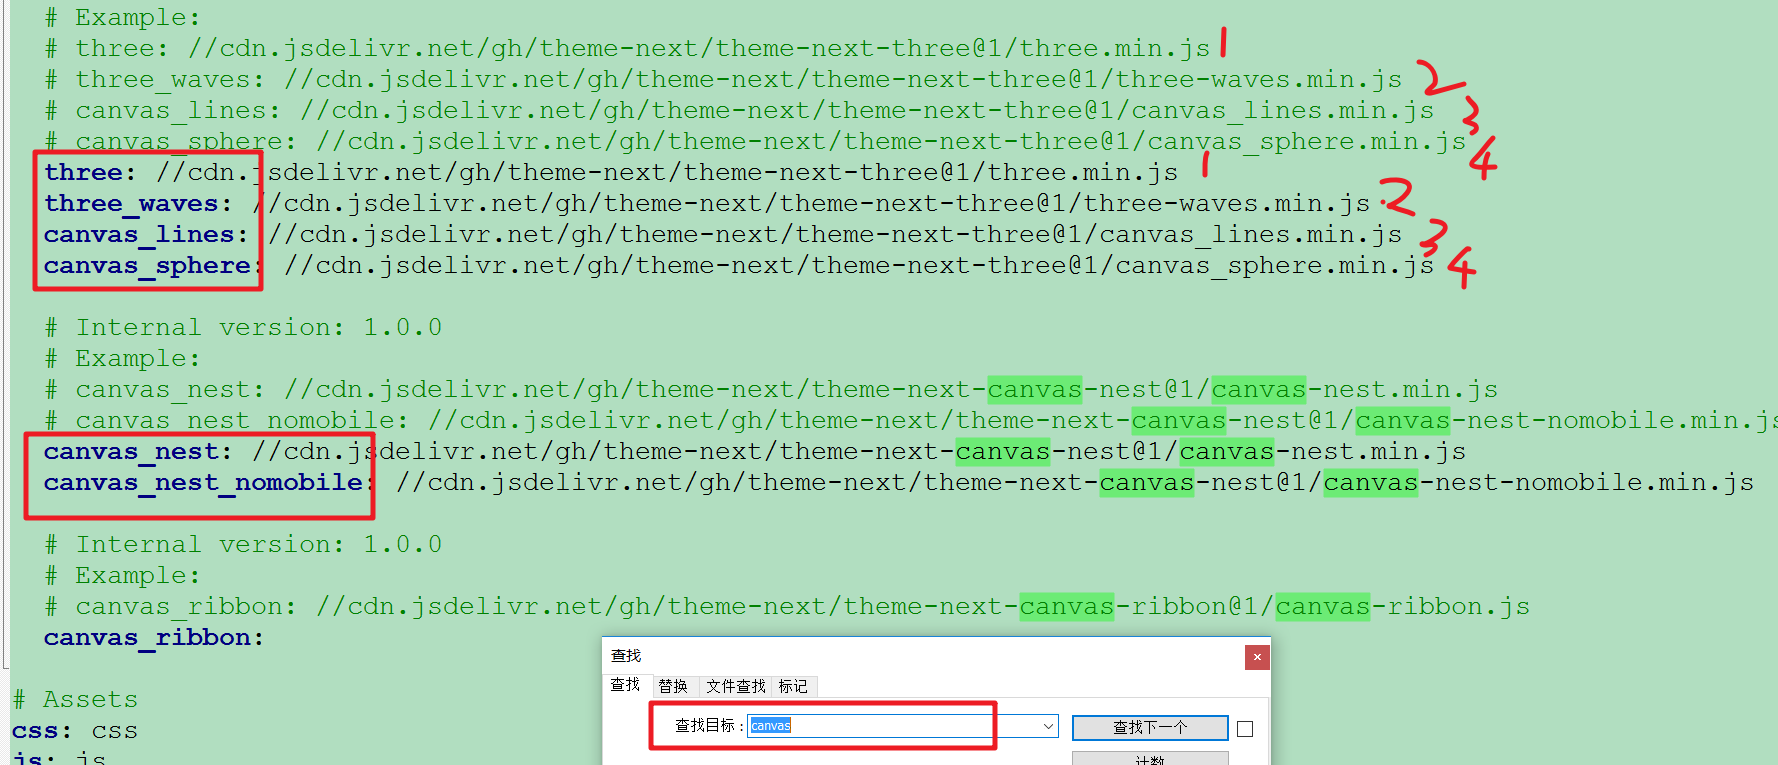 # Example:
# three: //cdn.jsdelivr.net/gh/theme-next/theme-next-three@1/three.min.js 1
# three_waves: //cdn.jsdelivr.net/gh/theme-next/theme-next-three@1/three-waves.min.js 2
# canvas_lines: //cdn.jsdelivr.net/gh/theme-next/theme-next-three@1/canvas_lines.min.js 3
# canvas_sphere: //cdn.jsdelivr.net/gh/theme-next/theme-next-three@1/canvas_sphere.min.js 4
three: //cdn.jsdelivr.net/gh/theme-next/theme-next-three@1/three.min.js 1
three_waves: //cdn.jsdelivr.net/gh/theme-next/theme-next-three@1/three-waves.min.js 2
canvas_lines: //cdn.jsdelivr.net/gh/theme-next/theme-next-three@1/canvas_lines.min.js 3
canvas_sphere: //cdn.jsdelivr.net/gh/theme-next/theme-next-three@1/canvas_sphere.min.js 4
# Internal version: 1.0.0
# Example:
# canvas_nest: //cdn.jsdelivr.net/gh/theme-next/theme-next-canvas-nest@1/canvas-nest.min.js
# canvas_nest_nomobile: //cdn.jsdelivr.net/gh/theme-next/theme-next-canvas-nest@1/canvas-nest-nomobile.min.js
canvas_nest: //cdn.jsdelivr.net/gh/theme-next/theme-next-canvas-nest@1/canvas-nest.min.js
canvas_nest_nomobile: //cdn.jsdelivr.net/gh/theme-next/theme-next-canvas-nest@1/canvas-nest-nomobile.min.js
# Internal version: 1.0.0
# Example:
# canvas_ribbon: //cdn.jsdelivr.net/gh/theme-next/theme-next-canvas-ribbon@1/canvas-ribbon.js
canvas_ribbon:
# Assets
css: css
js: js
查找
查找 替换 文件查找 标记
查找目标: canvas 查找下一个
计数